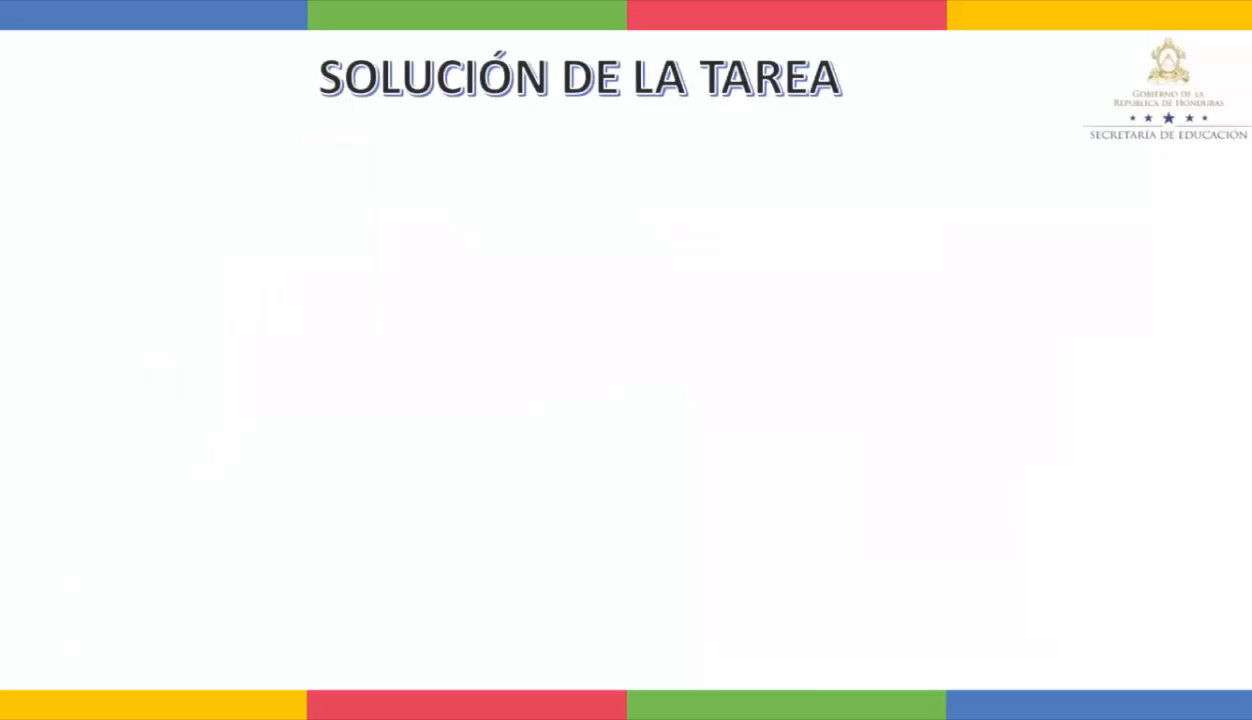 SOLUCIÓN DE LA TAREA
GOBIERNO DE LA
REPÚBLICA DE HONDURAS
SECRETARÍA DE EDUCACIÓN